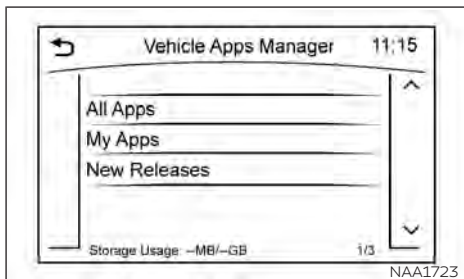 Vehicle Apps Manager 11:15
All Apps
My Apps
New Releases
Storage Usage: --MB/--GB 1/3
NAA1723